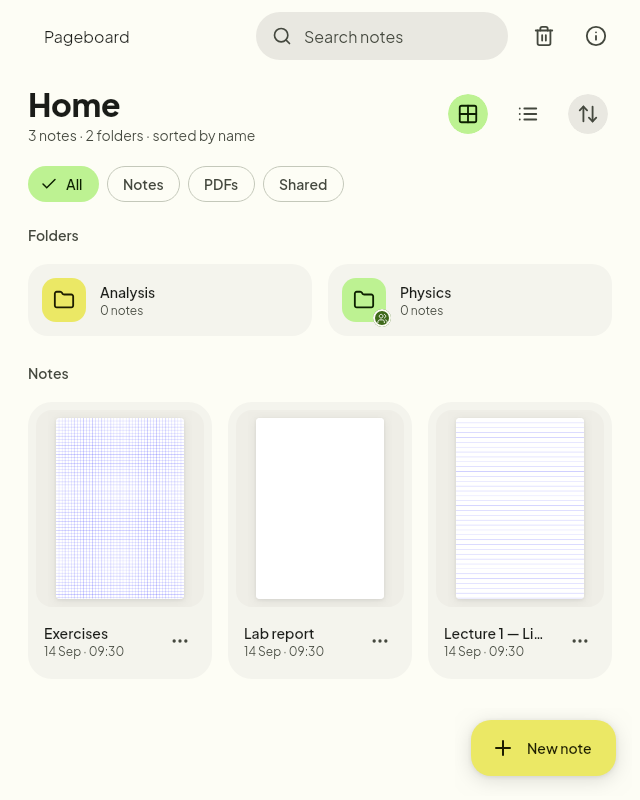 Pageboard
Search notes
Home
3 notes · 2 folders · sorted by name
All
Notes
PDFs
Shared
Folders
Analysis
0 notes
Physics
0 notes
Notes
Exercises
14 Sep · 09:30
Lab report
14 Sep · 09:30
Lecture 1 — Li...
14 Sep · 09:30
New note